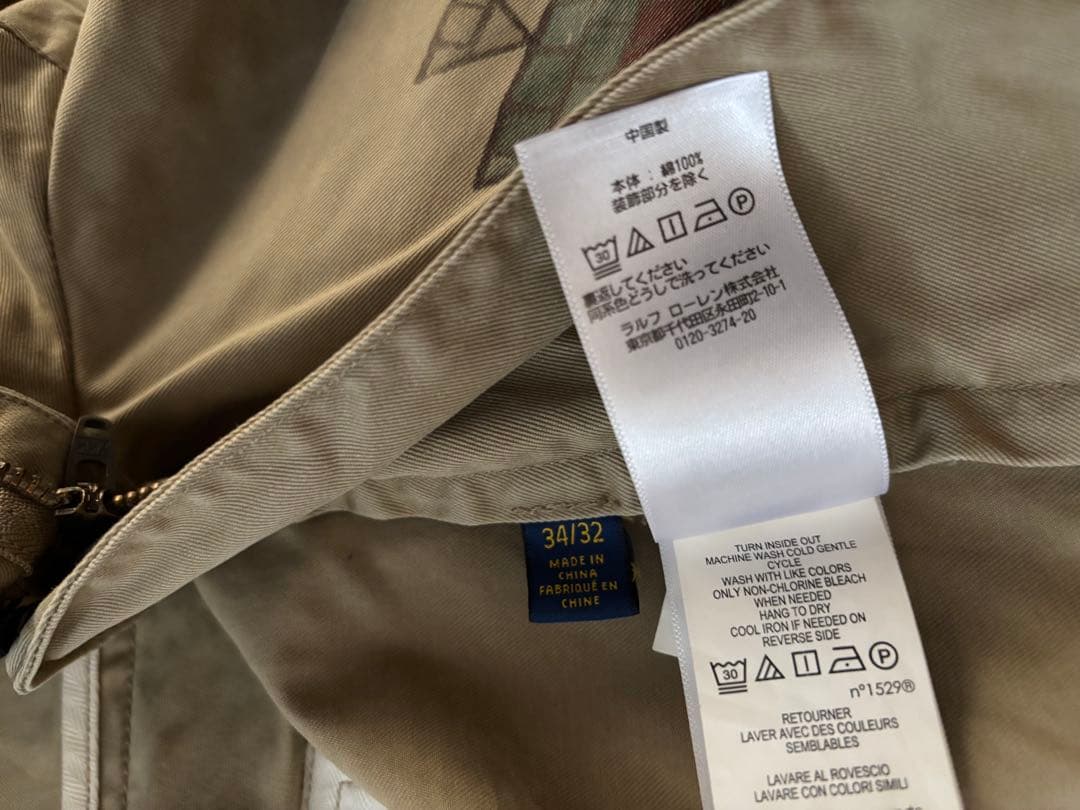 中国製
本体 : 綿100%
装飾部分を除く
30
P
裏返してください
同系色どうしで洗ってください
ラルフ ローレン株式会社
東京都千代田区永田町2-10-1
0120-3274-20
34/32
MADE IN
CHINA
FABRIQUÉ EN
CHINE
TURN INSIDE OUT
MACHINE WASH COLD GENTLE
CYCLE
WASH WITH LIKE COLORS
ONLY NON-CHLORINE BLEACH
WHEN NEEDED
HANG TO DRY
COOL IRON IF NEEDED ON
REVERSE SIDE
30
P
n°1529®
RETOURNER
LAVER AVEC DES COULEURS
SEMBLABLES
LAVARE AL ROVESCIO
LAVARE CON COLORI SIMILI